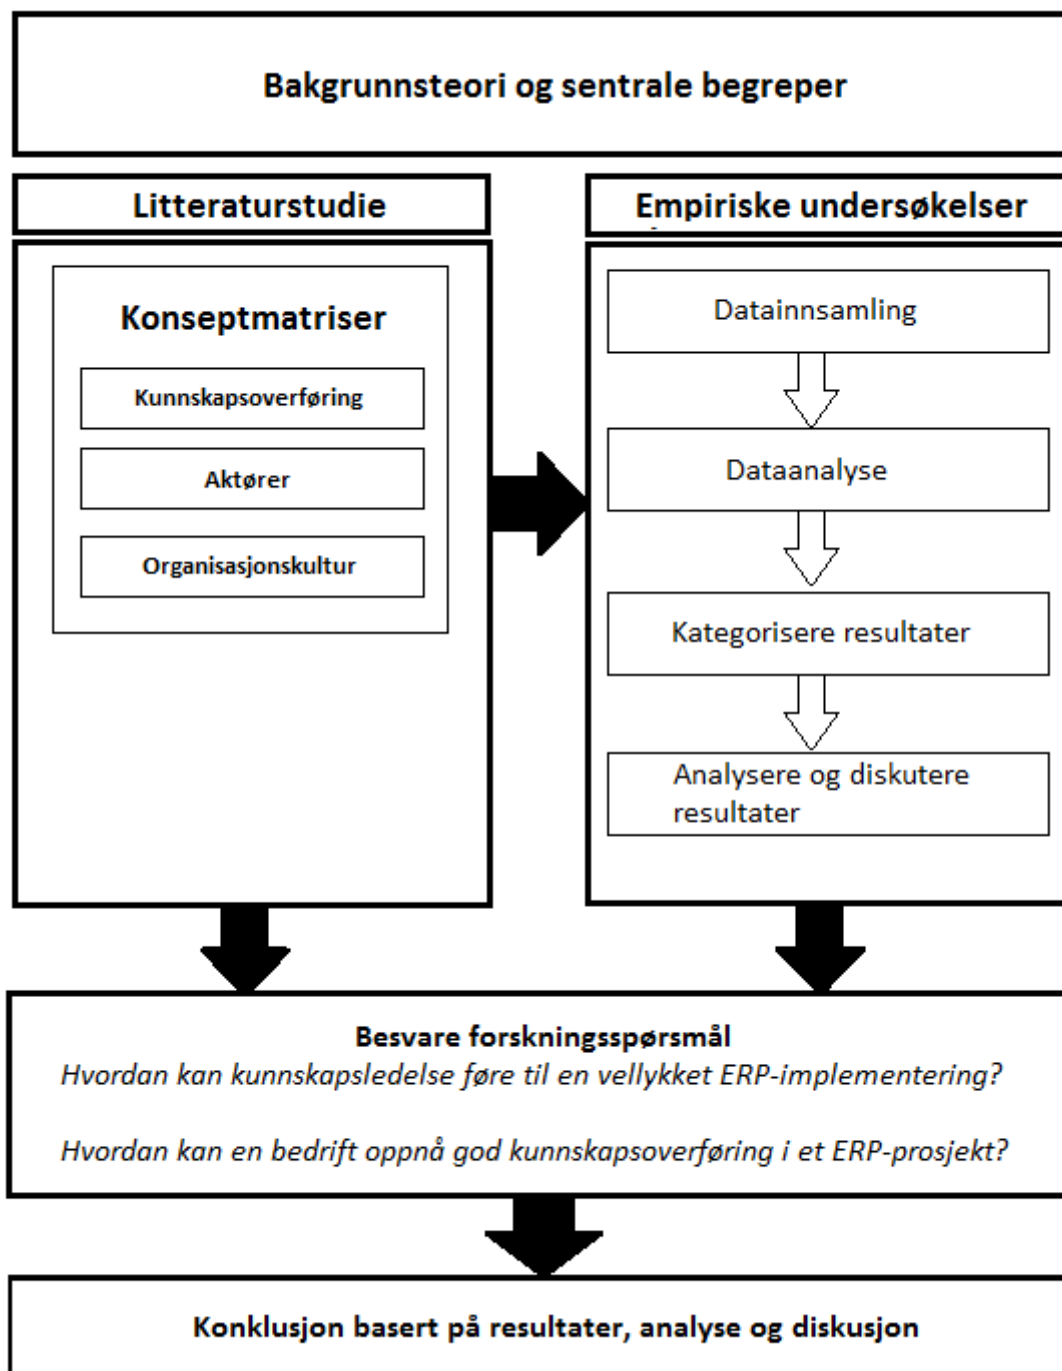 Bakgrunnsteori og sentrale begreper
Litteraturstudie
Konseptmatriser
Kunnskapsoverføring
Aktører
Organisasjonskultur
Empiriske undersøkelser
Datainnsamling
Dataanalyse
Kategorisere resultater
Analysere og diskutere
resultater
Besvare forskningsspørsmål
Hvordan kan kunnskapsledelse føre til en vellykket ERP-implementering?
Hvordan kan en bedrift oppnå god kunnskapsoverføring i et ERP-prosjekt?
Konklusjon basert på resultater, analyse og diskusjon